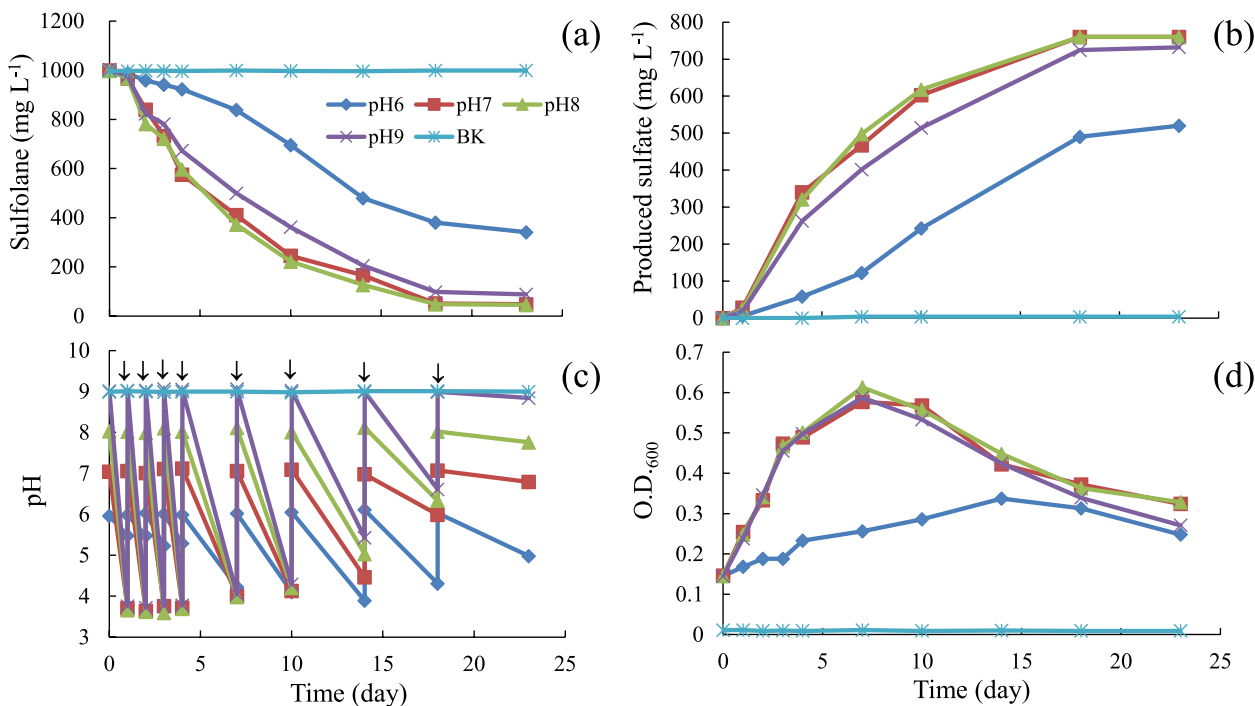 (a)
Sulfolane (mg L-1)
1200
1000
800
600
400
200
0
pH6 pH7 pH8
pH9 BK
(b)
Produced sulfate (mg L-1)
800
700
600
500
400
300
200
100
0
(c)
pH
10
9
8
7
6
5
4
3
↓ ↓ ↓ ↓ ↓ ↓ ↓ ↓
0 5 10 15 20 25
Time (day)
(d)
O.D.600
0.7
0.6
0.5
0.4
0.3
0.2
0.1
0
0 5 10 15 20 25
Time (day)